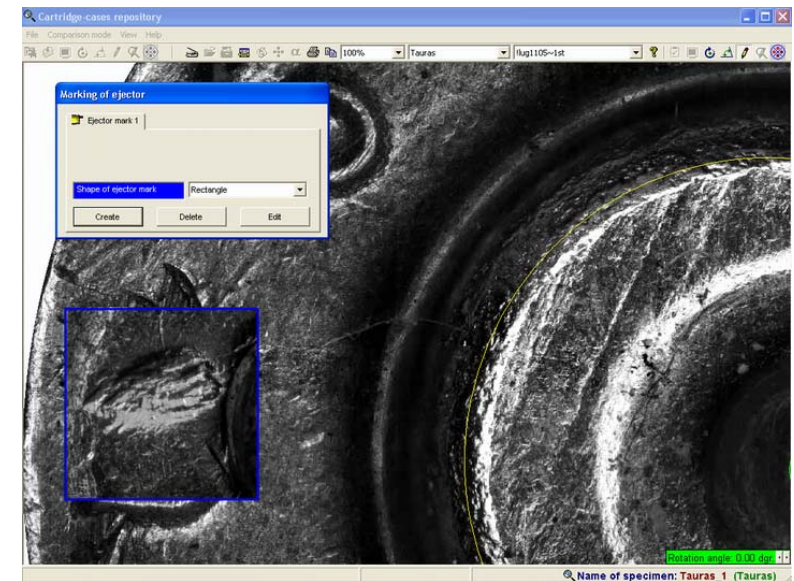 Cartridge-cases repository
File Comparison mode View Help
100% Tauras !lug1105~1st
Marking of ejector
Ejector mark 1
Shape of ejector mark Rectangle
Create Delete Edit
Rotation angle: 0.00 dgr.
Name of specimen: Tauras_1 (Tauras)